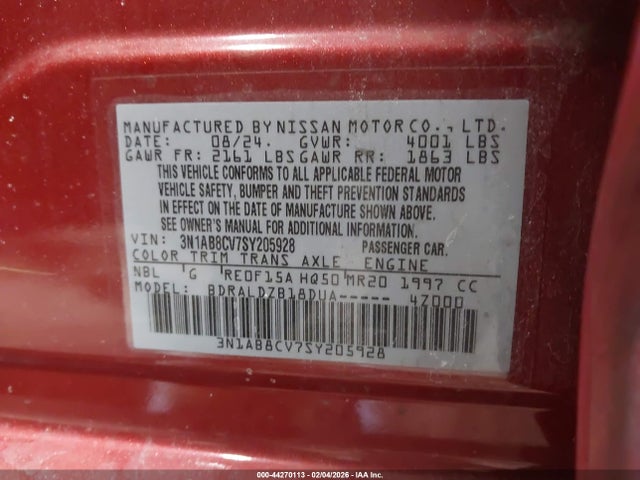 MANUFACTURED BY NISSAN MOTOR CO., LTD.
DATE: 08/24. GVWR: 4001 LBS
GAWR FR: 2161 LBS GAWR RR: 1863 LBS
THIS VEHICLE CONFORMS TO ALL APPLICABLE FEDERAL MOTOR
VEHICLE SAFETY, BUMPER AND THEFT PREVENTION STANDARDS
IN EFFECT ON THE DATE OF MANUFACTURE SHOWN ABOVE.
SEE OWNER'S MANUAL FOR ADDITIONAL INFORMATION.
VIN: 3N1AB8CV7SY205928 PASSENGER CAR.
COLOR TRIM TRANS AXLE ENGINE
NBL G RE0F15A HQ50 MR20 1997 CC
MODEL: BDRALDZB18DUA----- 4Z000
3N1AB8CV7SY205928
000-44270113 - 02/04/2026 - IAA Inc.